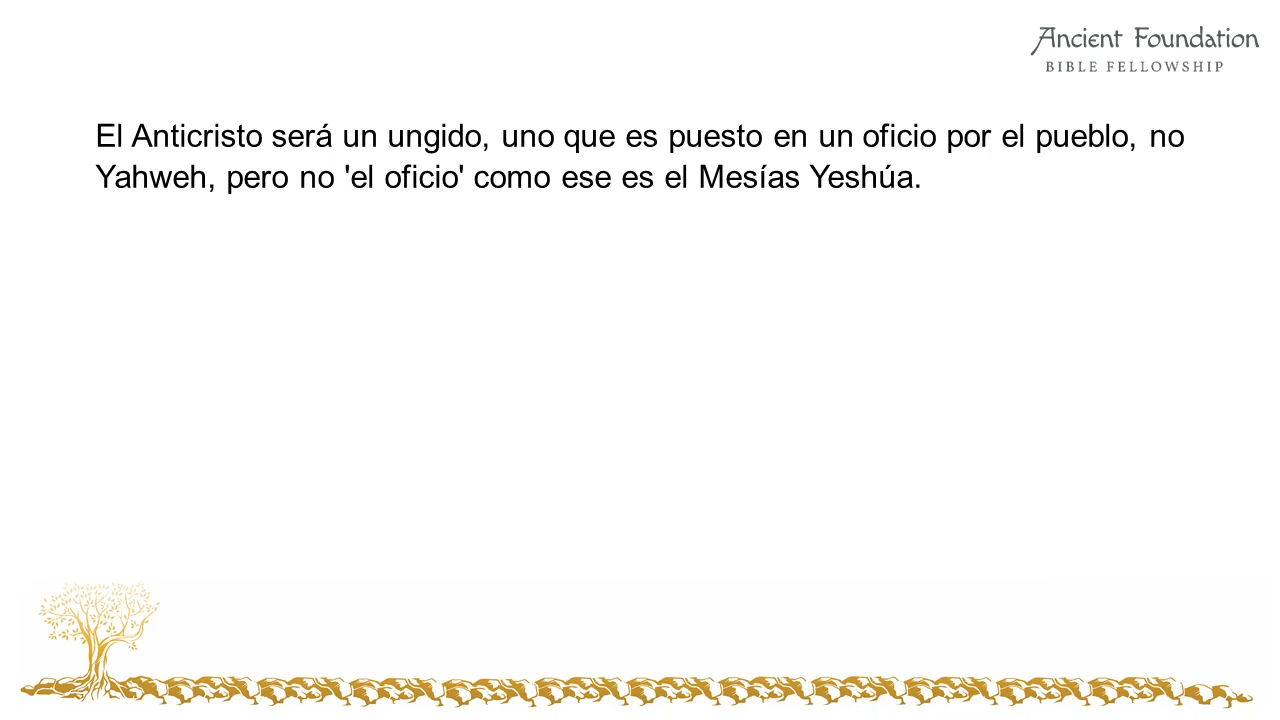 Ancient Foundation
BIBLE FELLOWSHIP
El Anticristo será un ungido, uno que es puesto en un oficio por el pueblo, no
Yahweh, pero no 'el oficio' como ese es el Mesías Yeshúa.